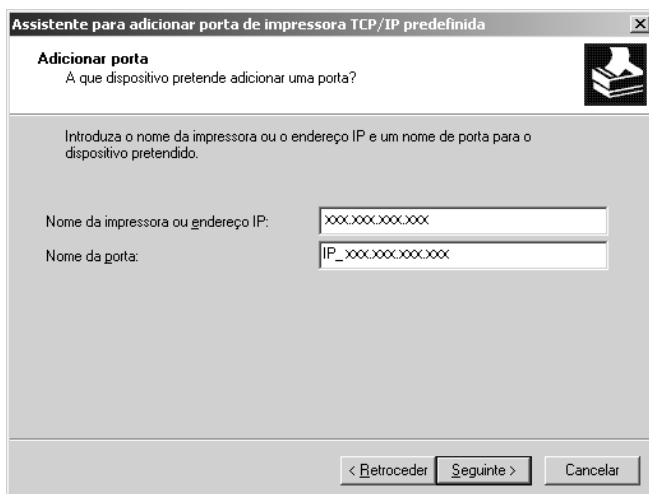 Assistente para adicionar porta de impressora TCP/IP predefinida
Adicionar porta
A que dispositivo pretende adicionar uma porta?
Introduza o nome da impressora ou o endereço IP e um nome de porta para o
dispositivo pretendido.
Nome da impressora ou endereço IP:
xxx.xxx.xxx.xxx
Nome da porta:
IP_xxx.xxx.xxx.xxx
< Retroceder
Seguinte >
Cancelar